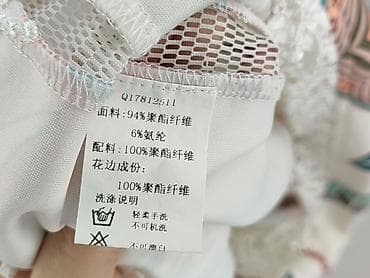 Q17812511
面料:94%聚酯纤维
6%氨纶
配料:100%聚酯纤维
花边成份:
100%聚酯纤维
洗涤说明
轻柔手洗
不可机洗
不可漂白